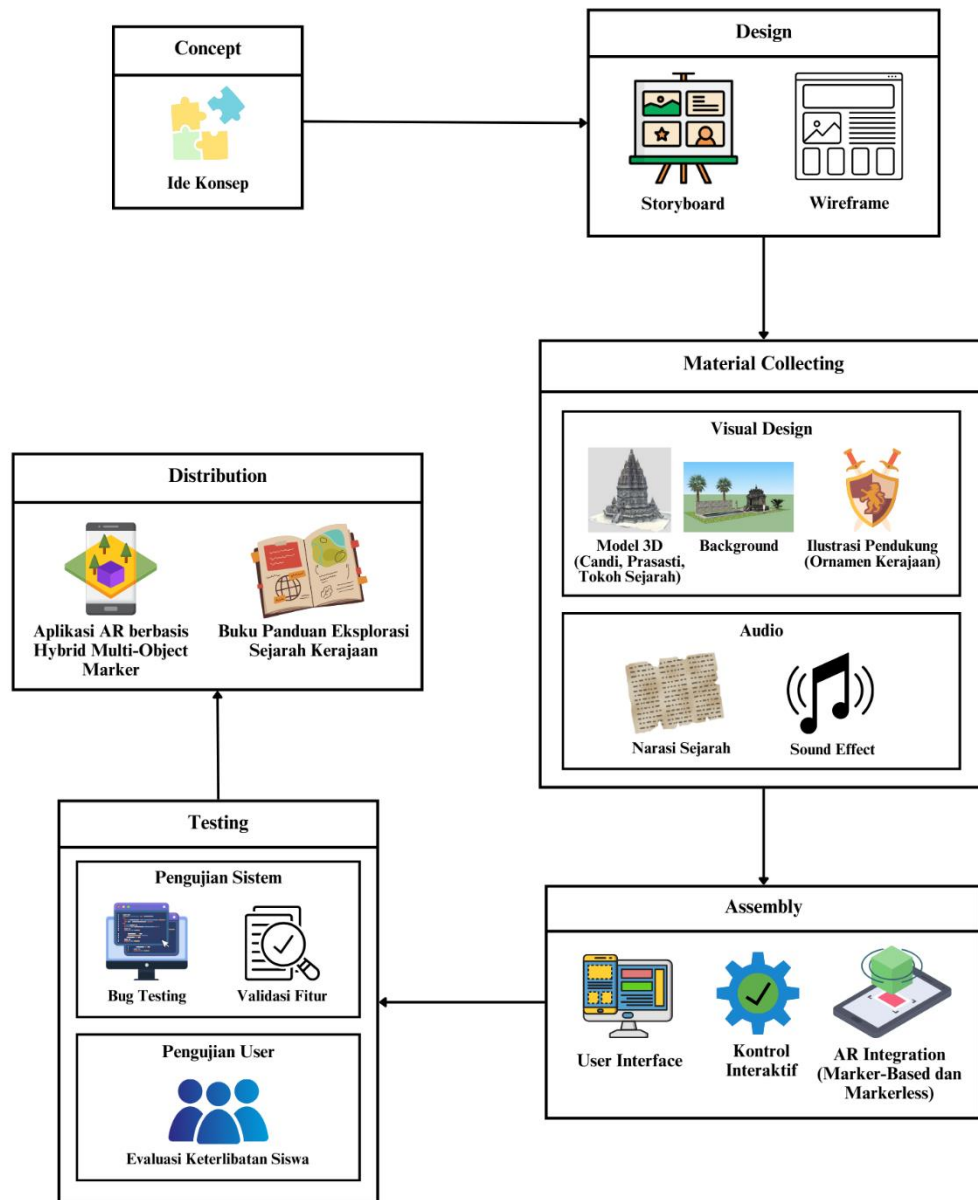 Concept
Ide Konsep
Design
Storyboard
Wireframe
Material Collecting
Visual Design
Model 3D
(Candi, Prasasti,
Tokoh Sejarah)
Background
Ilustrasi Pendukung
(Ornamen Kerajaan)
Audio
Narasi Sejarah
Sound Effect
Assembly
User Interface
Kontrol
Interaktif
AR Integration
(Marker-Based dan
Markerless)
Testing
Pengujian Sistem
Bug Testing
Validasi Fitur
Pengujian User
Evaluasi Keterlibatan Siswa
Distribution
Aplikasi AR berbasis
Hybrid Multi-Object
Marker
Buku Panduan Eksplorasi
Sejarah Kerajaan